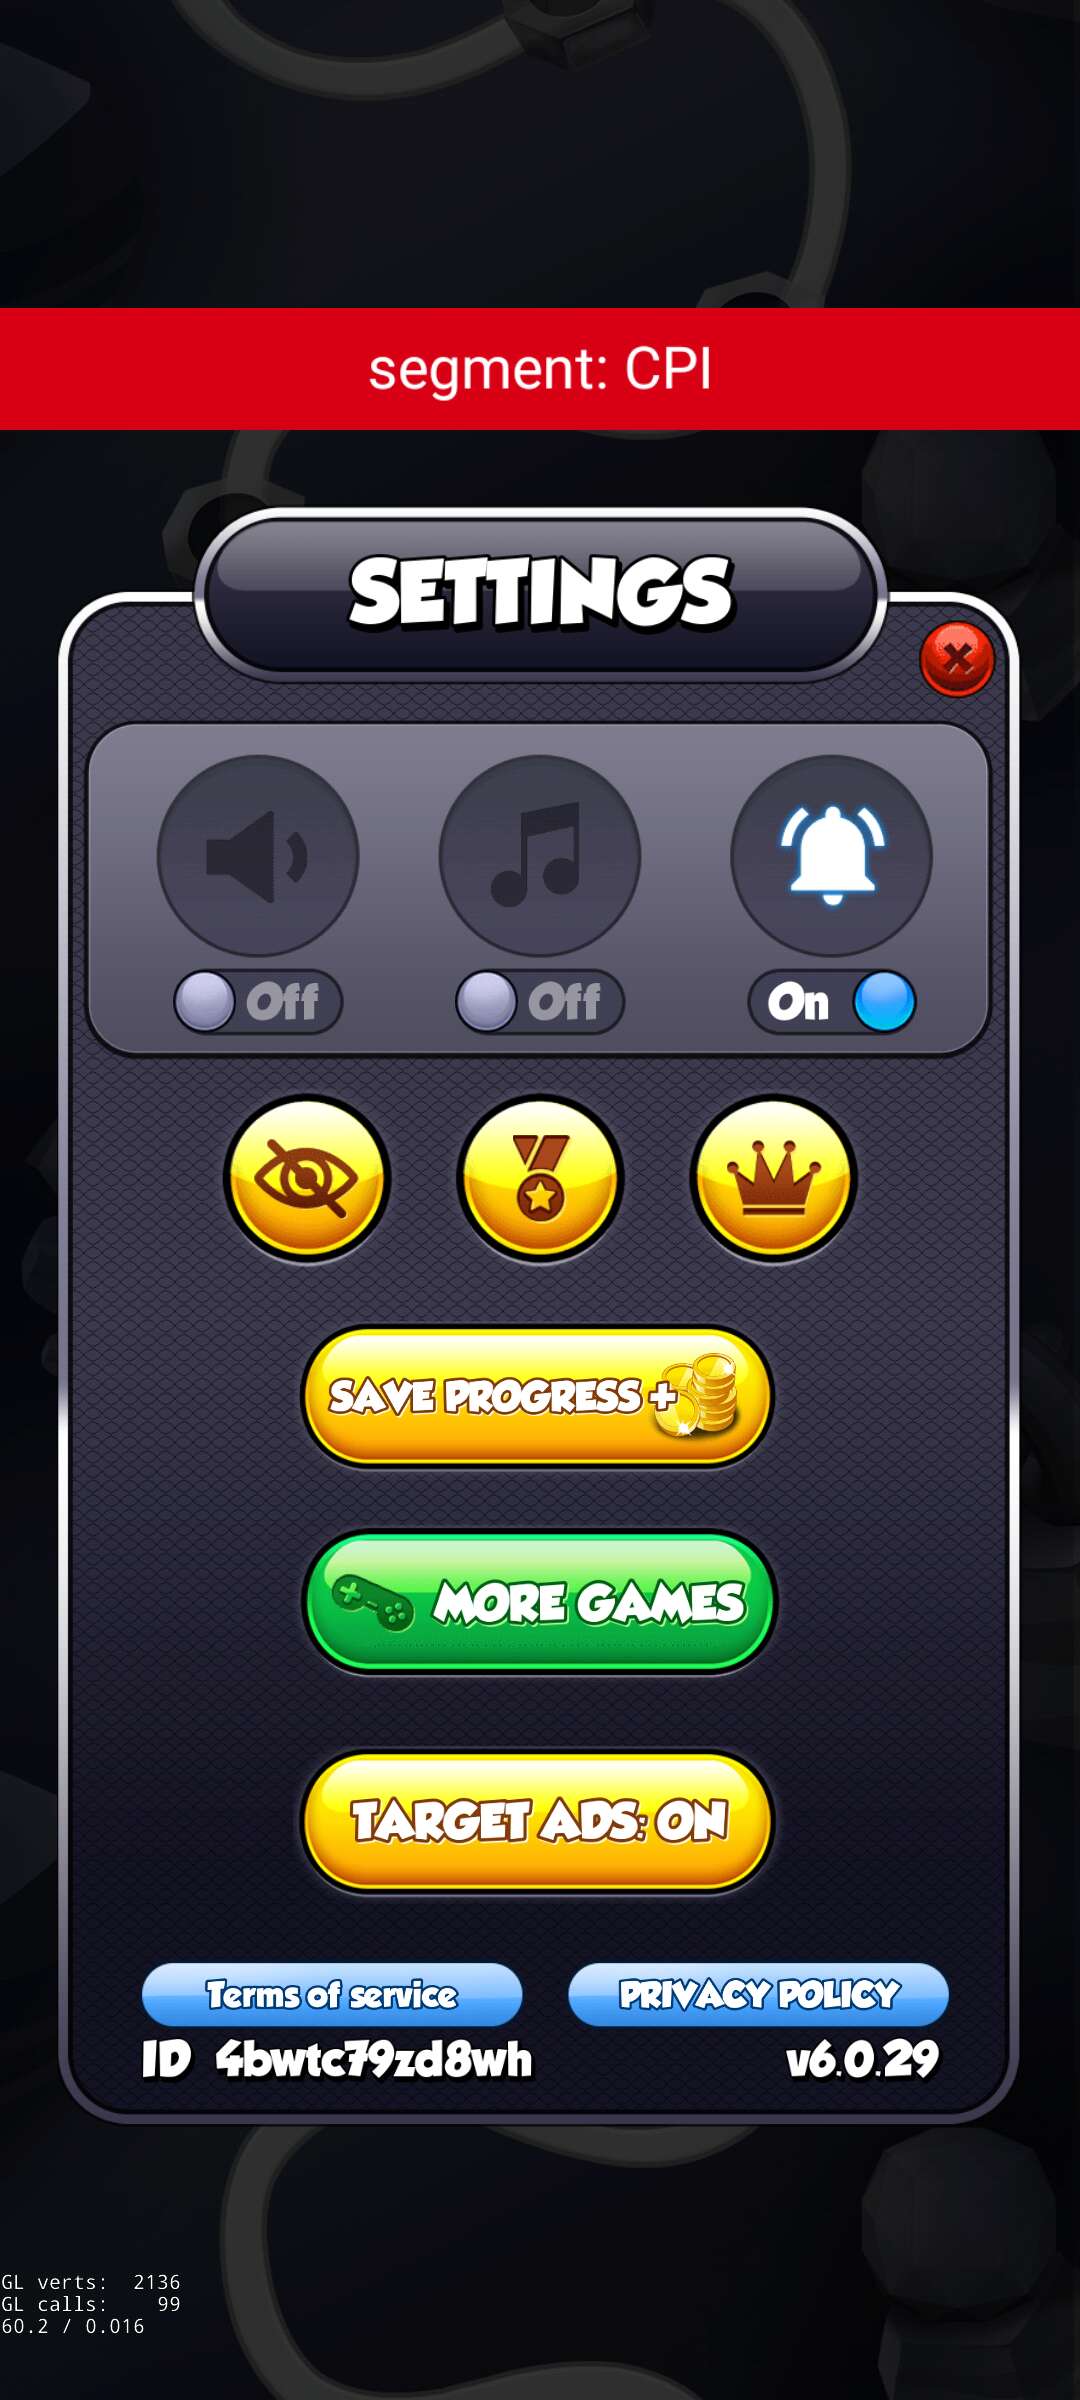 segment: CPI
SETTINGS
Off
Off
On
SAVE PROGRESS +
MORE GAMES
TARGET ADS: ON
Terms of service
PRIVACY POLICY
ID 4bwtc79zd8wh
v6.0.29
GL verts: 2136
GL calls: 99
60.2 / 0.016